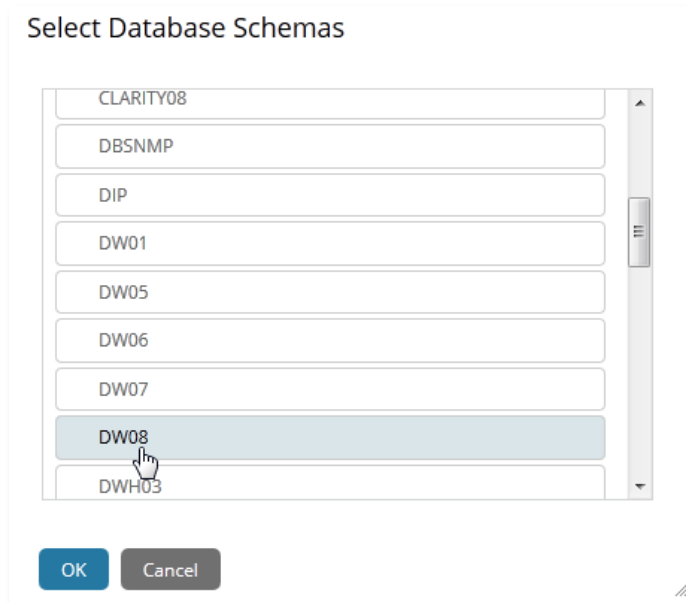 Select Database Schemas
CLARITY08
DBSNMP
DIP
DW01
DW05
DW06
DW07
DW08
DWH03
OK
Cancel